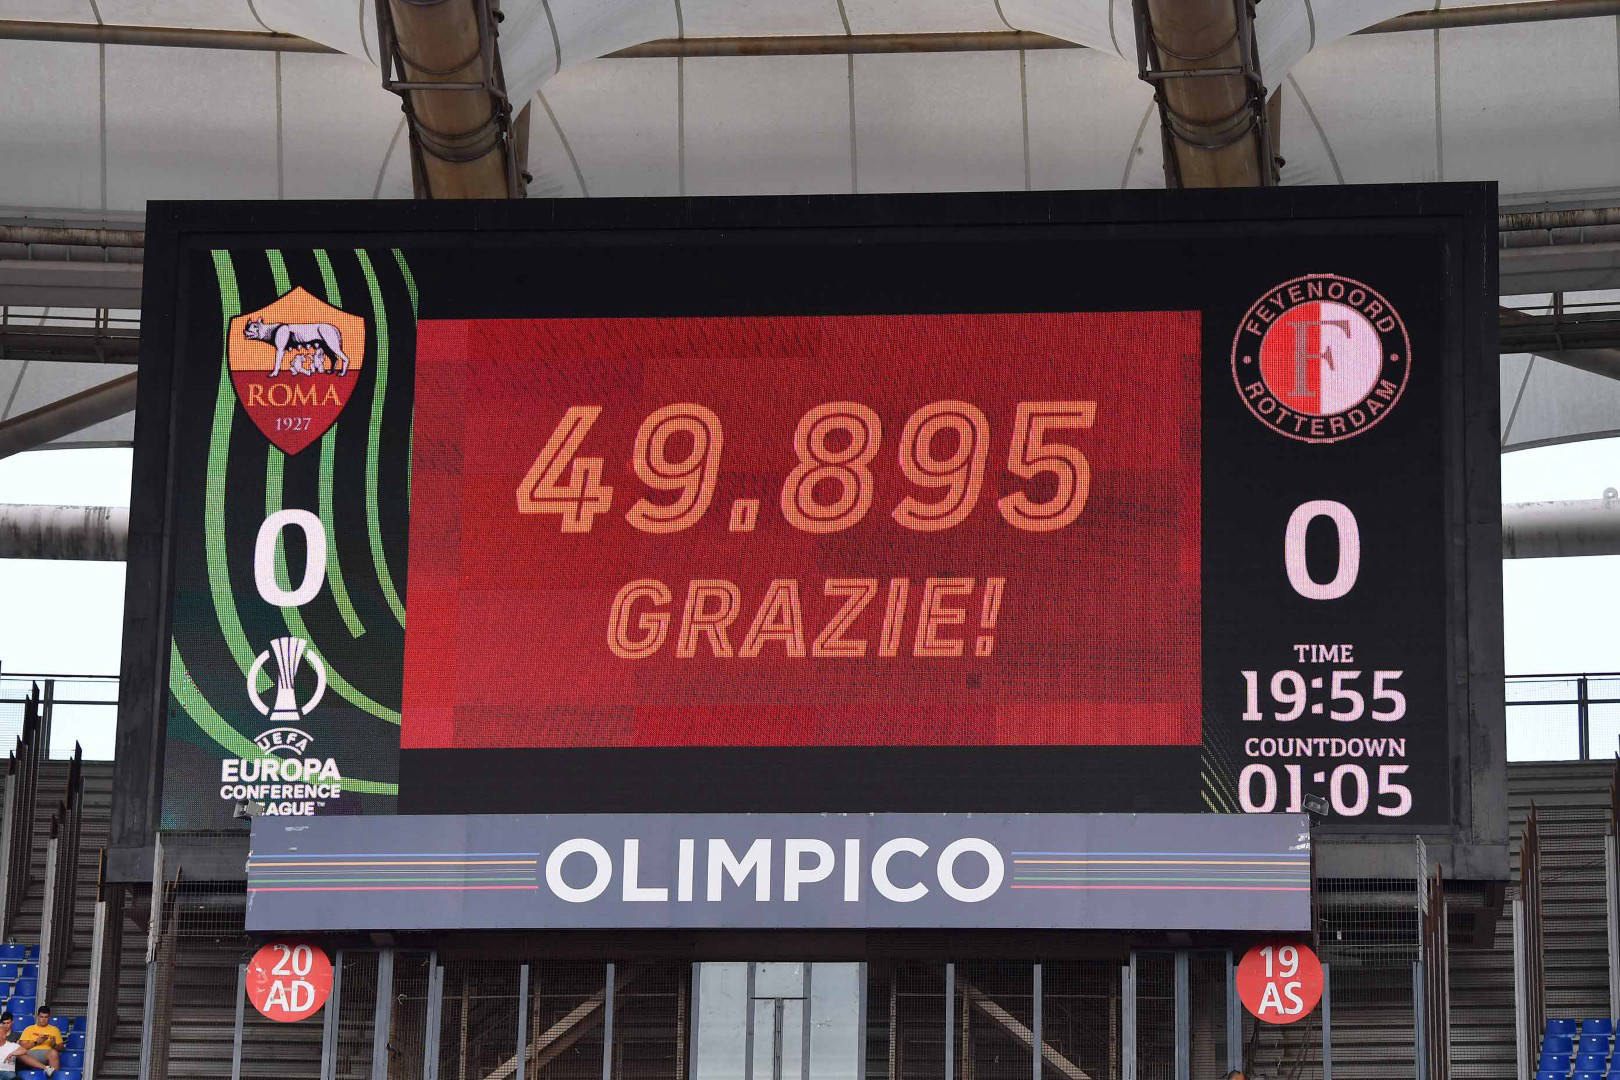 ROMA
1927
0
UEFA
EUROPA
CONFERENCE
LEAGUE™
49.895
GRAZIE!
FEYENOORD
F
ROTTERDAM
0
TIME
19:55
COUNTDOWN
01:05
OLIMPICO
20
AD
19
AS